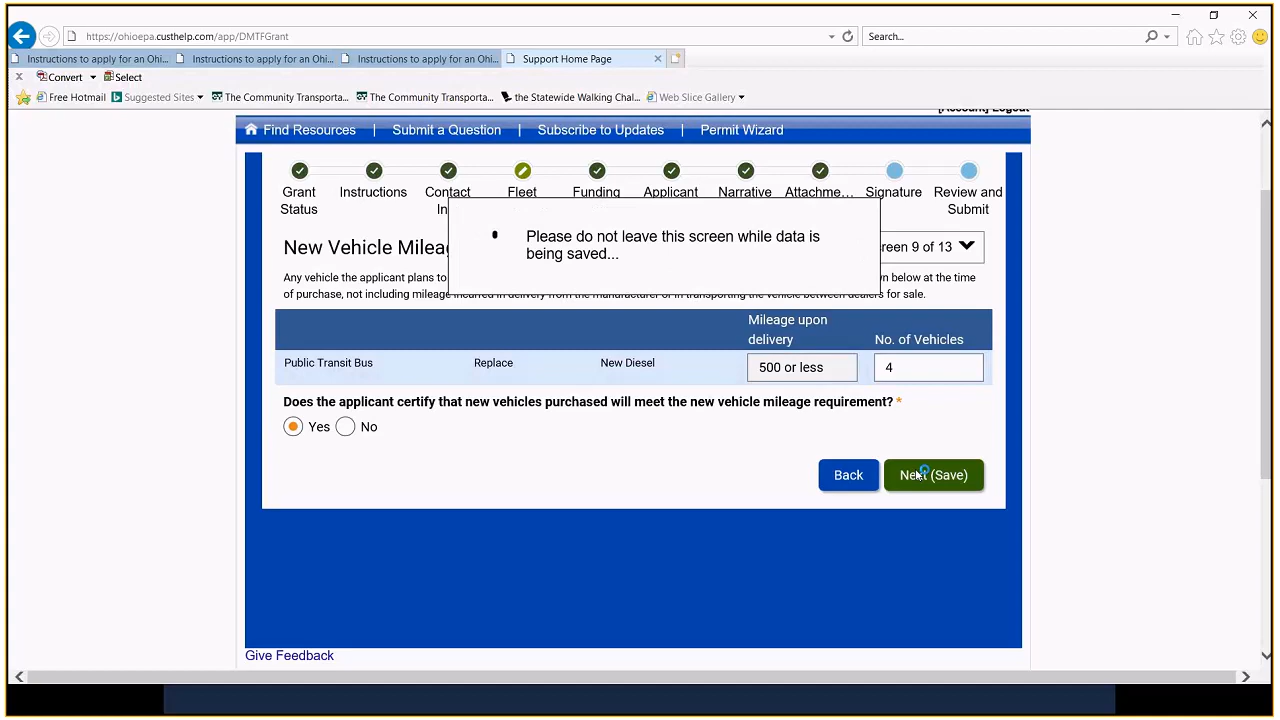 https://ohioepa.custhelp.com/app/DMTFGrant
Search...
Instructions to apply for an Ohi...
Instructions to apply for an Ohi...
Instructions to apply for an Ohi...
Support Home Page
Convert
Select
Free Hotmail
Suggested Sites
The Community Transporta...
The Community Transporta...
the Statewide Walking Chal...
Web Slice Gallery
[Account] Logout
Find Resources | Submit a Question | Subscribe to Updates | Permit Wizard
Grant Status
Instructions
Contact In
Fleet
Funding
Applicant
Narrative
Attachme...
Signature
Review and Submit
Please do not leave this screen while data is
being saved...
New Vehicle Milea
reen 9 of 13
Any vehicle the applicant plans to wn below at the time
of purchase, not including mileage incurred in delivery from the manufacturer or in transporting the vehicle between dealers for sale.
Mileage upon delivery
No. of Vehicles
Public Transit Bus Replace New Diesel 500 or less 4
Does the applicant certify that new vehicles purchased will meet the new vehicle mileage requirement? *
Yes No
Back
Next (Save)
Give Feedback